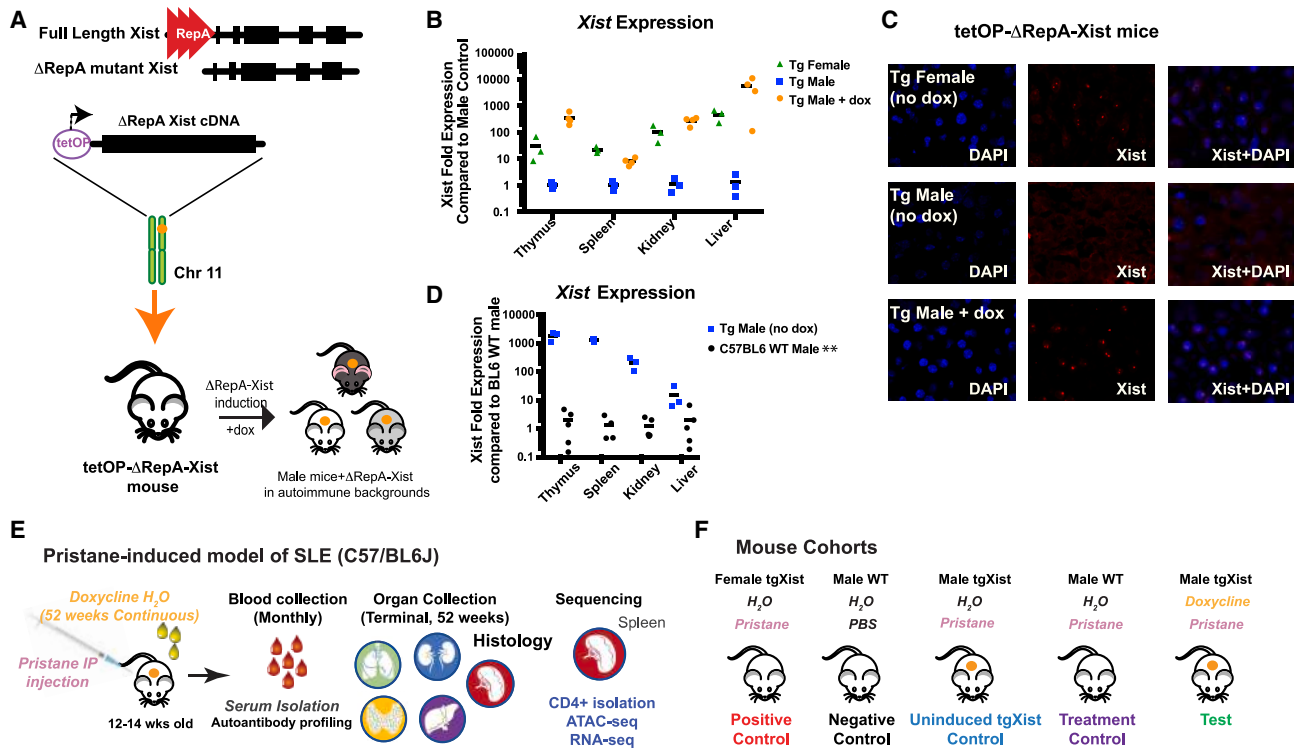 A
Full Length Xist
RepA
ΔRepA mutant Xist
ΔRepA Xist cDNA
tetOP
Chr 11
tetOP-ΔRepA-Xist
mouse
ΔRepA-Xist
induction
+dox
Male mice+ΔRepA-Xist
in autoimmune backgrounds
B
Xist Expression
Xist Fold Expression
Compared to Male Control
100000
10000
1000
100
10
1
0.1
Thymus
Spleen
Kidney
Liver
Tg Female
Tg Male
Tg Male + dox
C
tetOP-ΔRepA-Xist mice
Tg Female
(no dox)
DAPI
Xist
Xist+DAPI
Tg Male
(no dox)
DAPI
Xist
Xist+DAPI
Tg Male + dox
DAPI
Xist
Xist+DAPI
D
Xist Expression
Xist Fold Expression
compared to BL6 WT male
10000
1000
100
10
1
0.1
Thymus
Spleen
Kidney
Liver
Tg Male (no dox)
C57BL6 WT Male **
E
Pristane-induced model of SLE (C57/BL6J)
Doxycline H2O
(52 weeks Continuous)
Pristane IP
injection
12-14 wks old
Blood collection
(Monthly)
Serum Isolation
Autoantibody profiling
Organ Collection
(Terminal, 52 weeks)
Histology
Sequencing
Spleen
CD4+ isolation
ATAC-seq
RNA-seq
F
Mouse Cohorts
Female tgXist
H2O
Pristane
Positive
Control
Male WT
H2O
PBS
Negative
Control
Male tgXist
H2O
Pristane
Uninduced tgXist
Control
Male WT
H2O
Pristane
Treatment
Control
Male tgXist
Doxycline
Pristane
Test